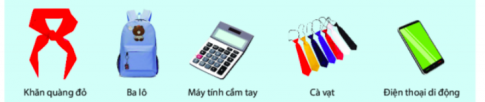 Khăn quàng đỏ Ba lô Máy tính cầm tay Cà vạt Điện thoại di động